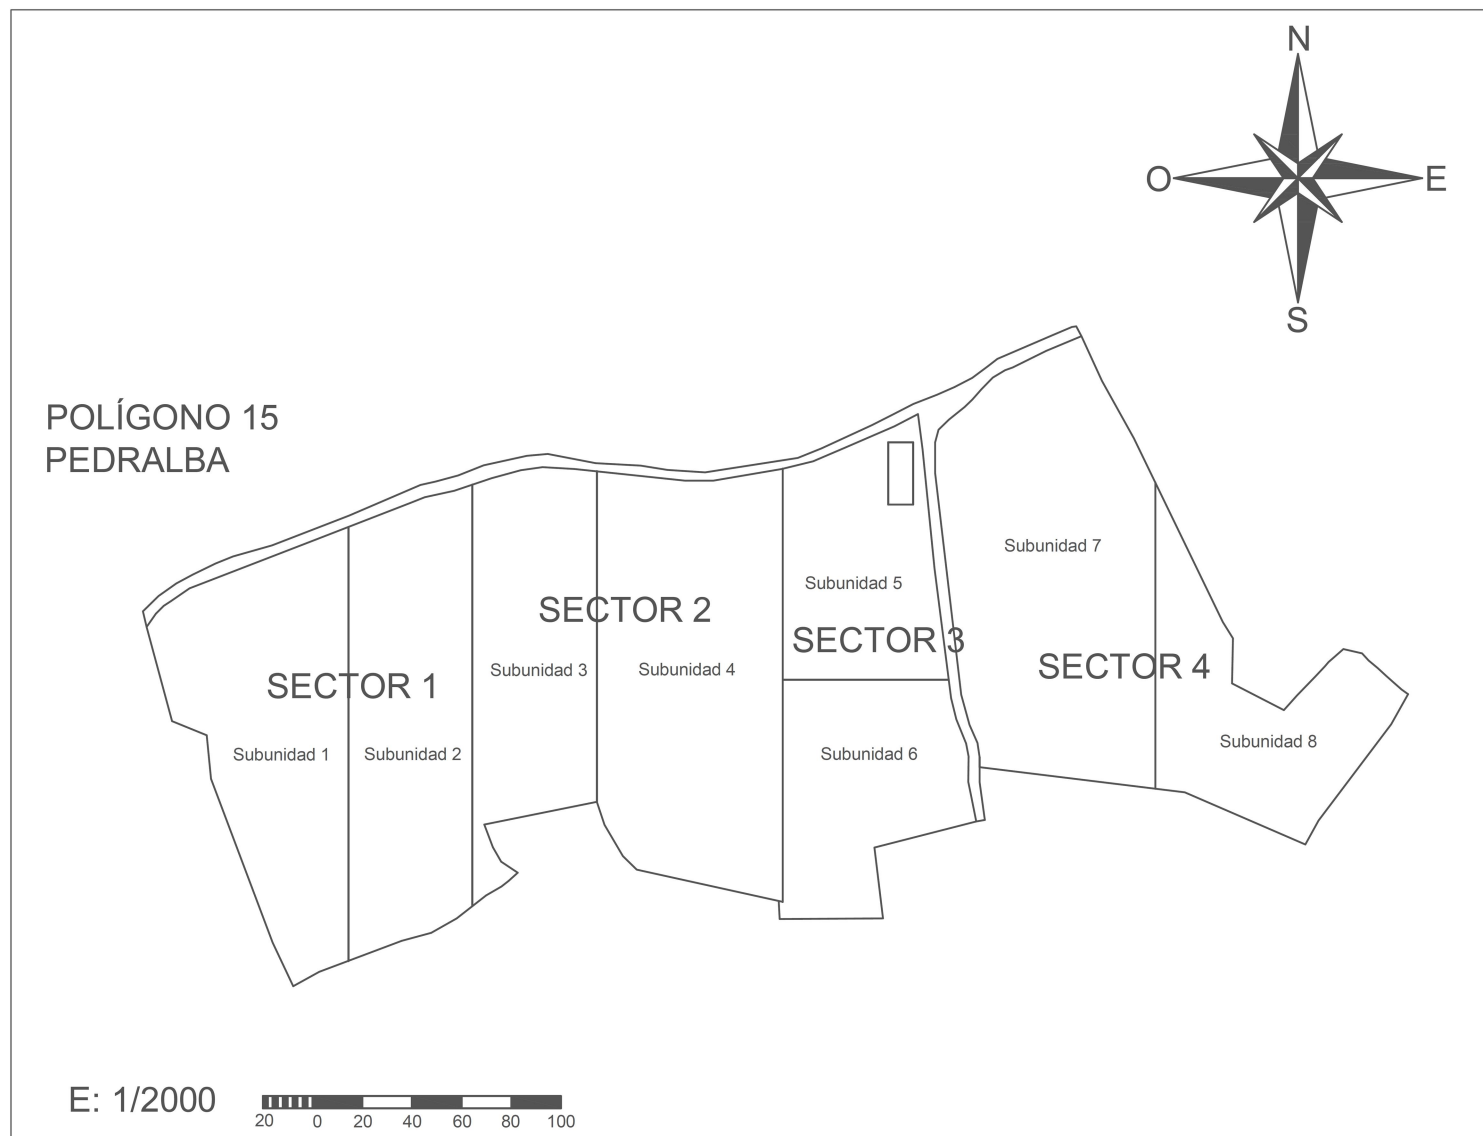 N
O
E
S
POLÍGONO 15
PEDRALBA
Subunidad 7
Subunidad 5
SECTOR 2
SECTOR 3
Subunidad 3
Subunidad 4
SECTOR 4
SECTOR 1
Subunidad 1
Subunidad 2
Subunidad 6
Subunidad 8
E: 1/2000
20 0 20 40 60 80 100